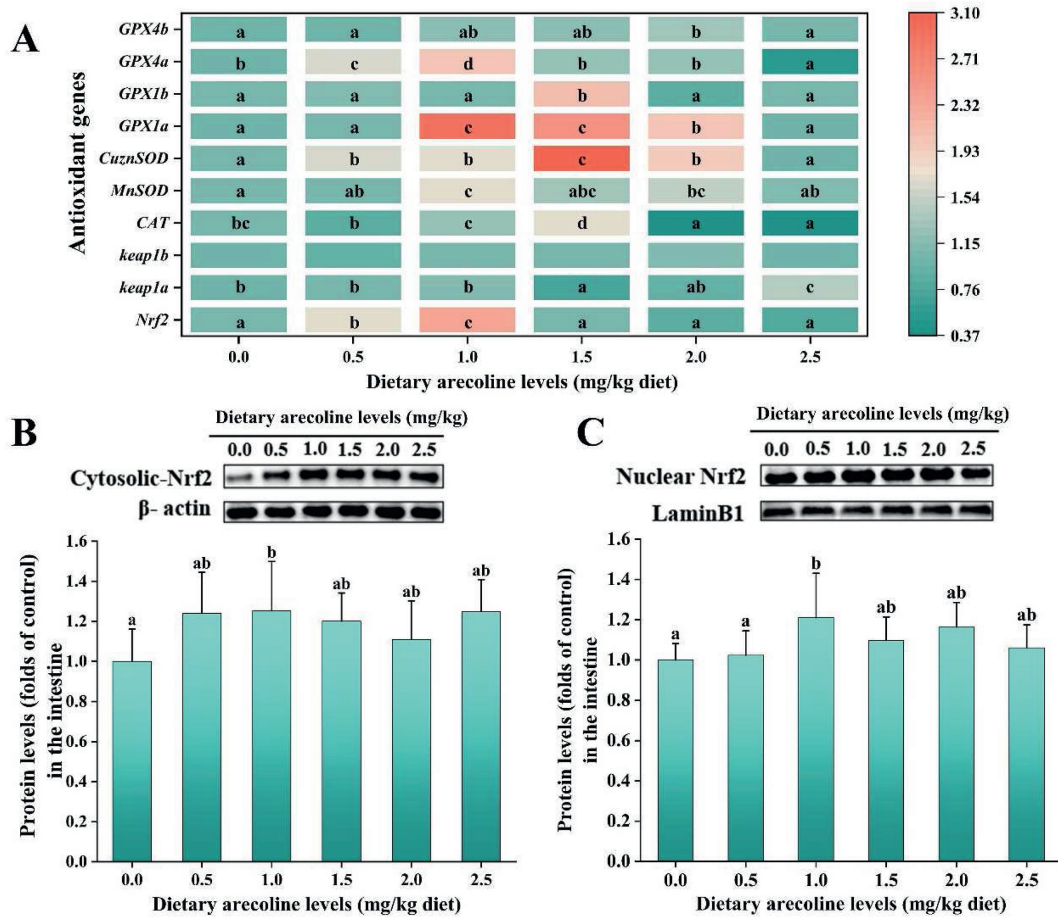 A
Antioxidant genes
GPX4b a a ab ab b a
GPX4a b c d b b a
GPX1b a a a b a a
GPX1a a a c c b a
CuznSOD a b b c b a
MnSOD a ab c abc bc ab
CAT bc b c d a a
keap1b
keap1a b b b a ab c
Nrf2 a b c a a a
0.0 0.5 1.0 1.5 2.0 2.5
Dietary arecoline levels (mg/kg diet)
3.10
2.71
2.32
1.93
1.54
1.15
0.76
0.37
B
Dietary arecoline levels (mg/kg)
0.0 0.5 1.0 1.5 2.0 2.5
Cytosolic-Nrf2
β- actin
Protein levels (folds of control)
in the intestine
1.6
1.4
1.2
1.0
0.8
0.6
0.4
0.2
0.0
a ab b ab ab ab
0.0 0.5 1.0 1.5 2.0 2.5
Dietary arecoline levels (mg/kg diet)
C
Dietary arecoline levels (mg/kg)
0.0 0.5 1.0 1.5 2.0 2.5
Nuclear Nrf2
LaminB1
Protein levels (folds of control)
in the intestine
1.6
1.4
1.2
1.0
0.8
0.6
0.4
0.2
0.0
a a b ab ab ab
0.0 0.5 1.0 1.5 2.0 2.5
Dietary arecoline levels (mg/kg diet)